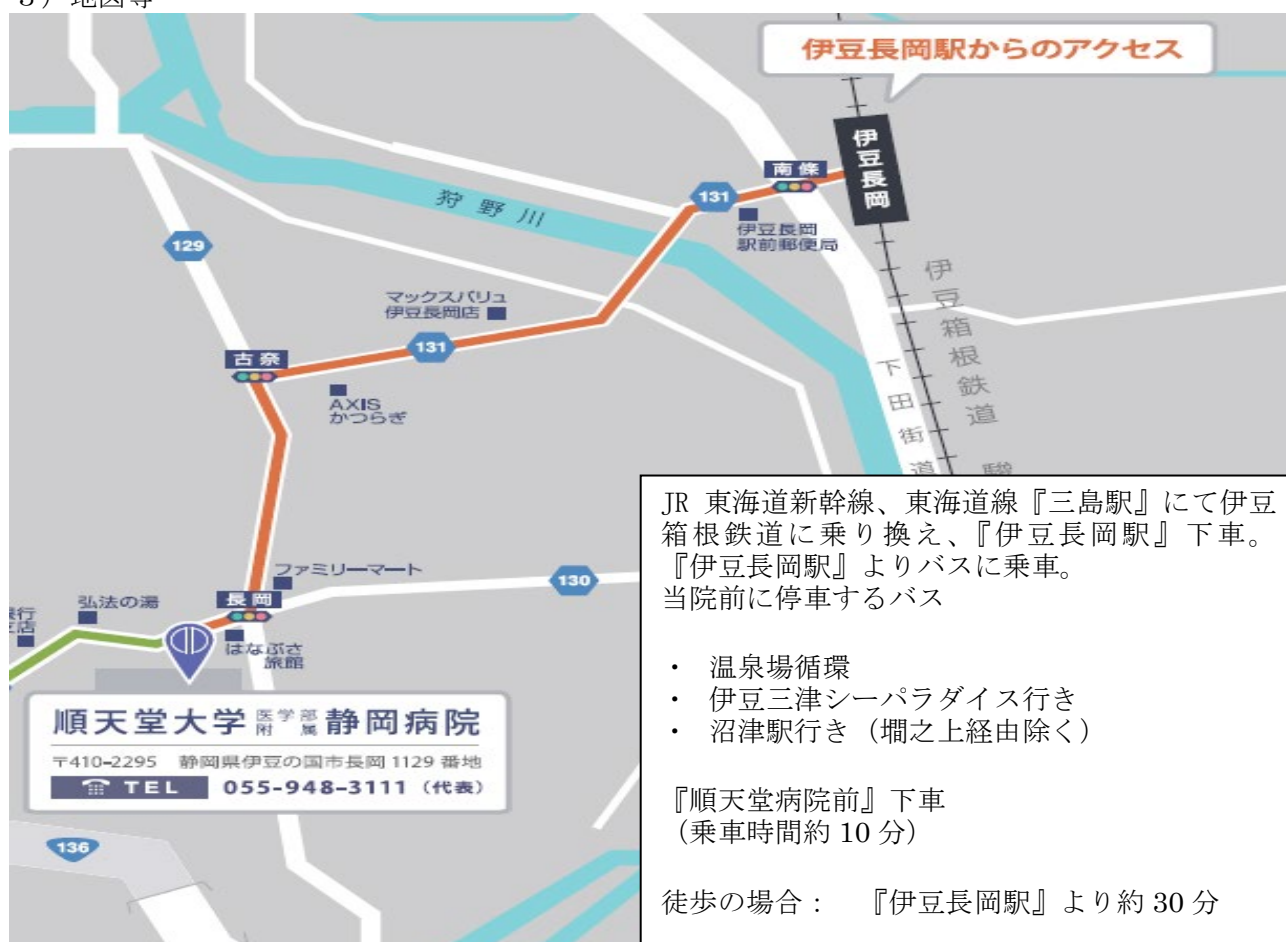 3）地図等
伊豆長岡駅からのアクセス
伊豆長岡
南條
131
狩野川
伊豆長岡
駅前郵便局
129
マックスバリュ
伊豆長岡店
131
古奈
AXIS
かつらぎ
伊豆箱根鉄道
下田街道
ファミリーマート
130
長岡
弘法の湯
はなぶさ
旅館
順天堂大学 医学部附属 静岡病院
〒410-2295 静岡県伊豆の国市長岡 1129 番地
TEL 055-948-3111（代表）
136
JR 東海道新幹線、東海道線『三島駅』にて伊豆
箱根鉄道に乗り換え、『伊豆長岡駅』下車。
『伊豆長岡駅』よりバスに乗車。
当院前に停車するバス
・ 温泉場循環
・ 伊豆三津シーパラダイス行き
・ 沼津駅行き（墹之上経由除く）
『順天堂病院前』下車
（乗車時間約 10 分）
徒歩の場合： 『伊豆長岡駅』より約 30 分